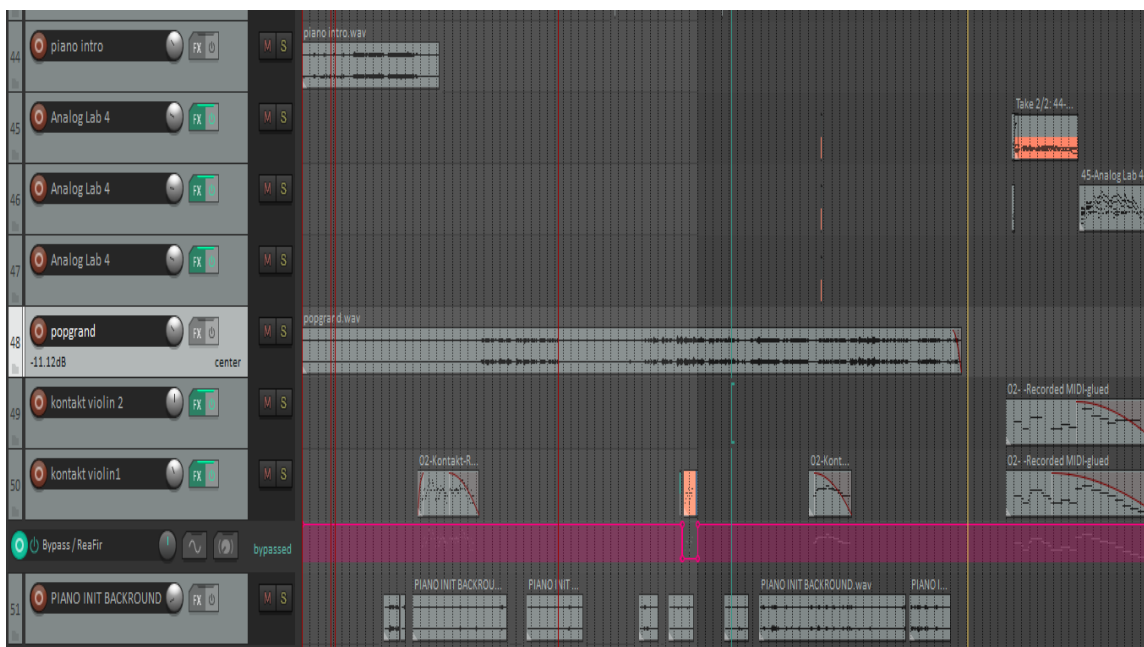 piano intro.wav
44 piano intro FX M S
Take 2/2: 44-...
45 Analog Lab 4 FX M S
45-Analog Lab 4
46 Analog Lab 4 FX M S
47 Analog Lab 4 FX M S
popgrand.wav
48 popgrand FX M S
-11.12dB center
02- -Recorded MIDI-glued
49 kontakt violin 2 FX M S
02-Kontakt-R... 02-Kont... 02- -Recorded MIDI-glued
50 kontakt violin1 FX M S
Bypass / ReaFir bypassed
PIANO INIT BACKROU... PIANO INIT ... PIANO INIT BACKROUND.wav PIANO I...
51 PIANO INIT BACKROUND FX M S